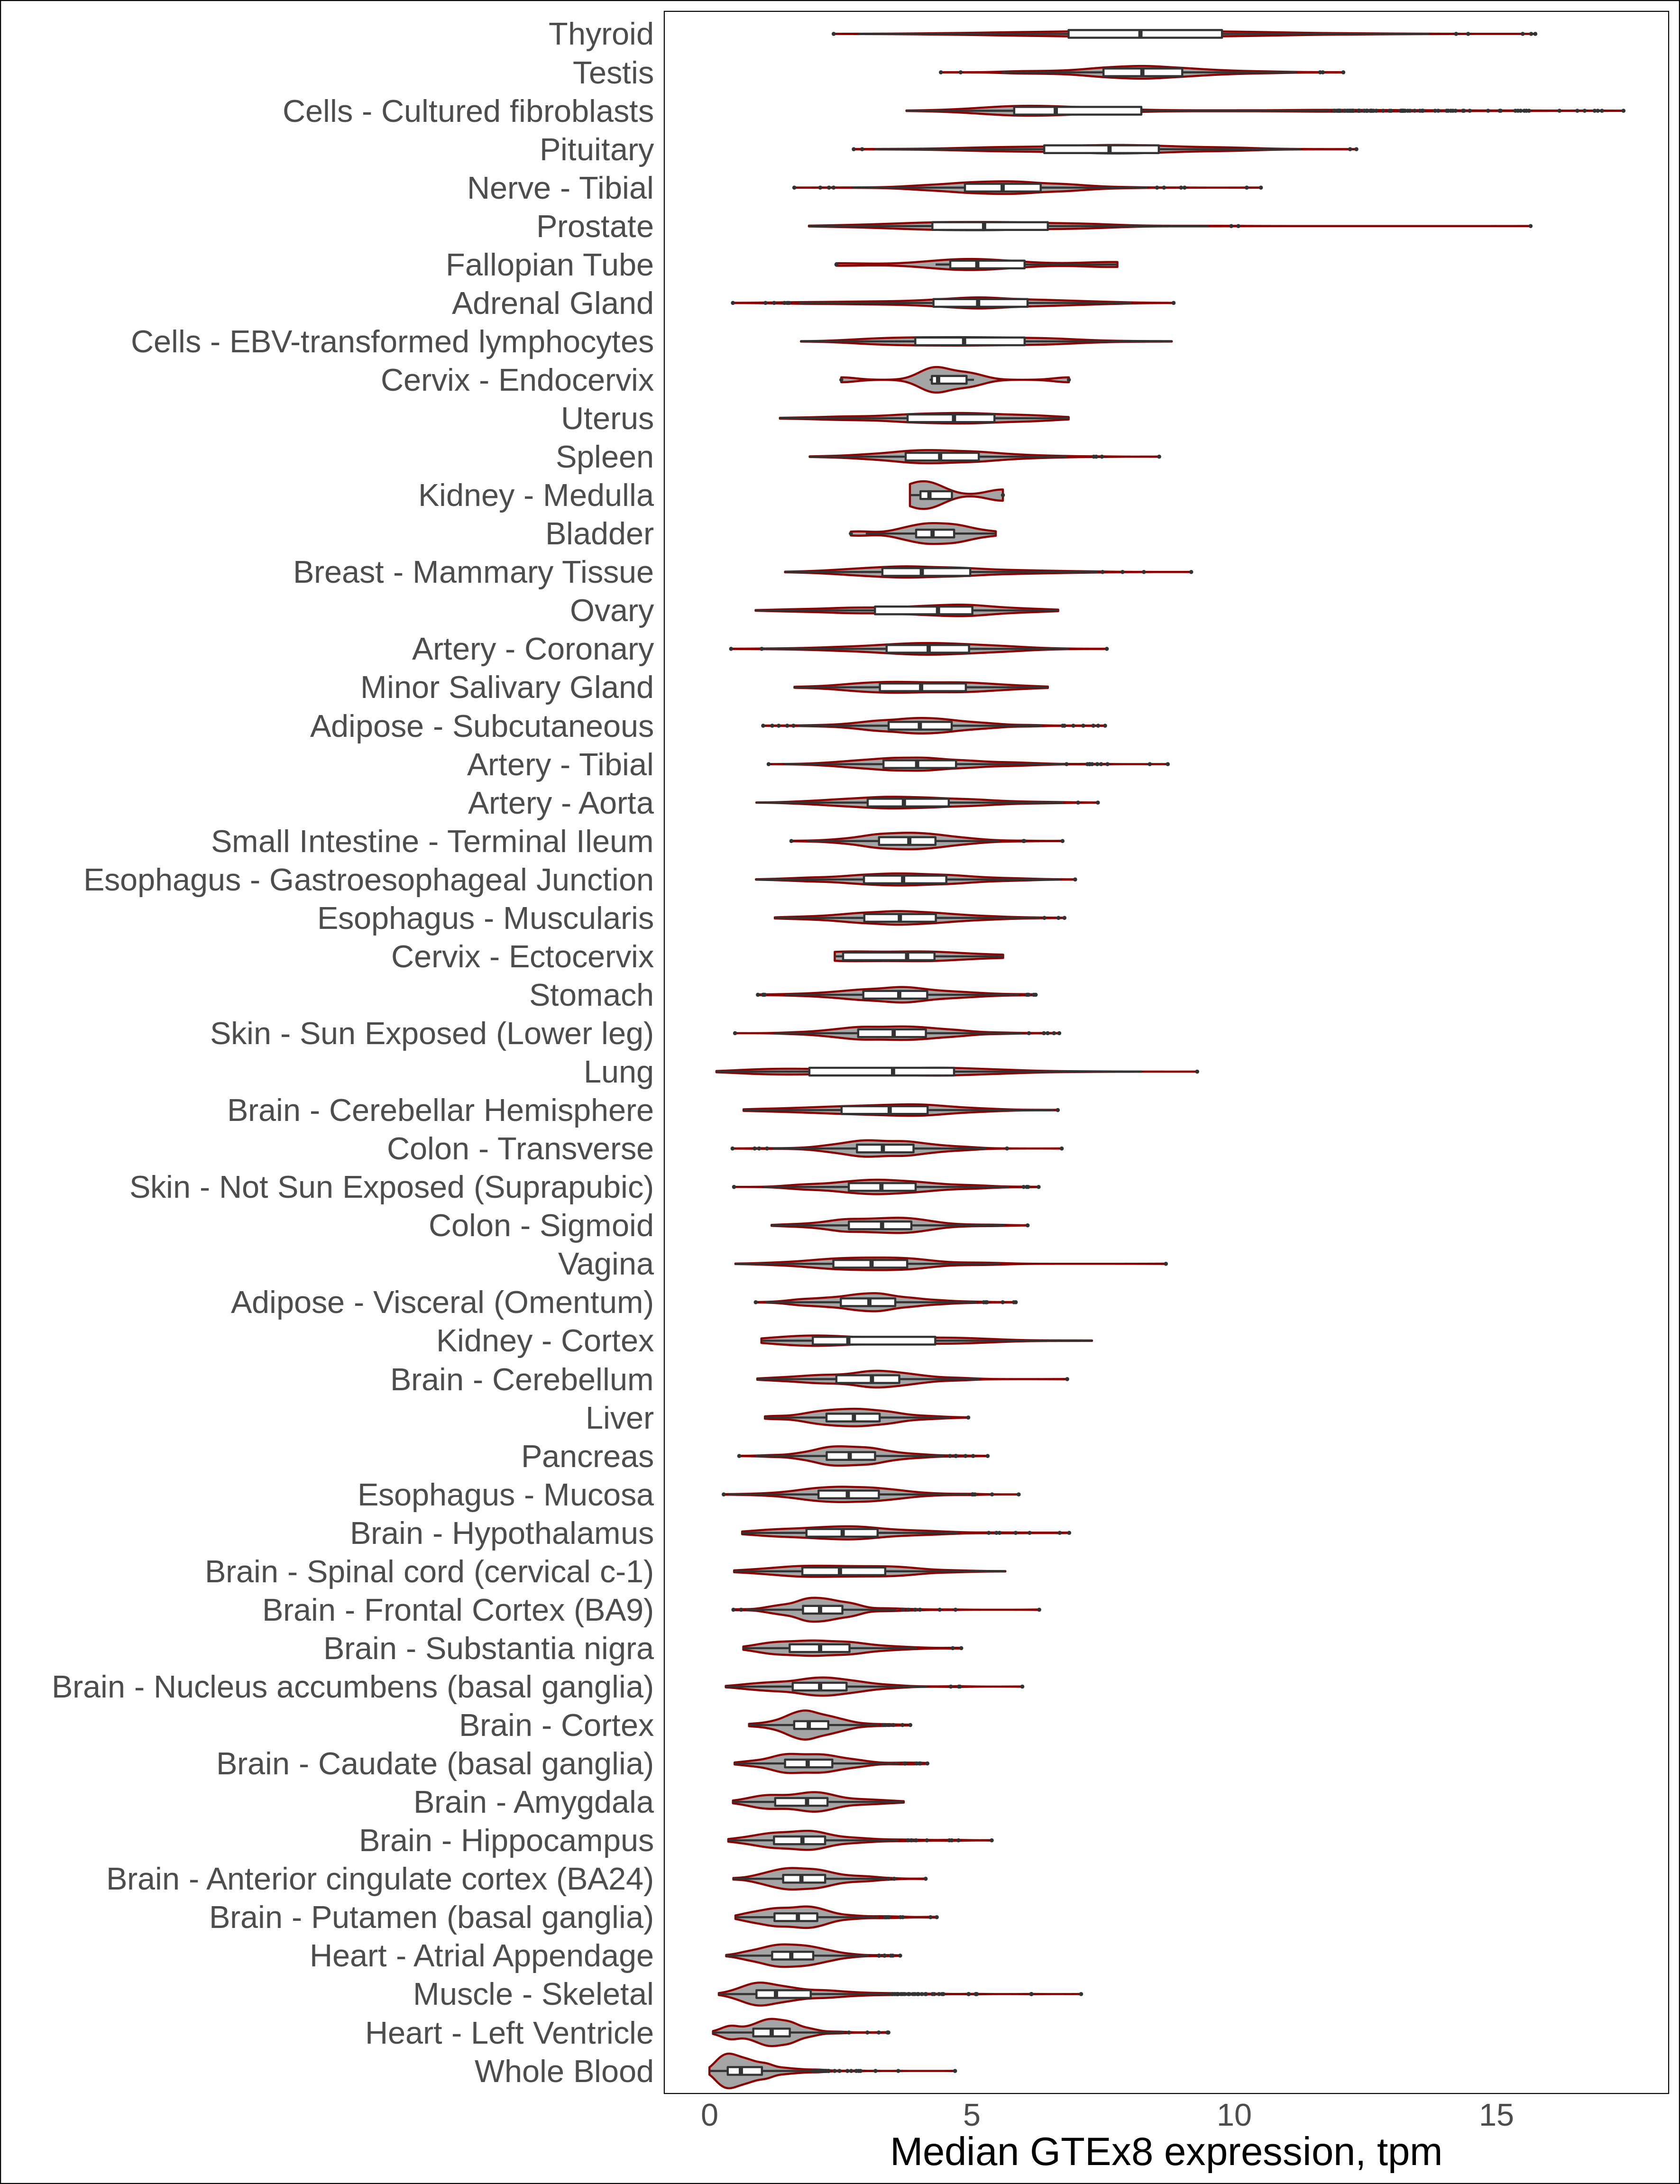 Thyroid
Testis
Cells - Cultured fibroblasts
Pituitary
Nerve - Tibial
Prostate
Fallopian Tube
Adrenal Gland
Cells - EBV-transformed lymphocytes
Cervix - Endocervix
Uterus
Spleen
Kidney - Medulla
Bladder
Breast - Mammary Tissue
Ovary
Artery - Coronary
Minor Salivary Gland
Adipose - Subcutaneous
Artery - Tibial
Artery - Aorta
Small Intestine - Terminal Ileum
Esophagus - Gastroesophageal Junction
Esophagus - Muscularis
Cervix - Ectocervix
Stomach
Skin - Sun Exposed (Lower leg)
Lung
Brain - Cerebellar Hemisphere
Colon - Transverse
Skin - Not Sun Exposed (Suprapubic)
Colon - Sigmoid
Vagina
Adipose - Visceral (Omentum)
Kidney - Cortex
Brain - Cerebellum
Liver
Pancreas
Esophagus - Mucosa
Brain - Hypothalamus
Brain - Spinal cord (cervical c-1)
Brain - Frontal Cortex (BA9)
Brain - Substantia nigra
Brain - Nucleus accumbens (basal ganglia)
Brain - Cortex
Brain - Caudate (basal ganglia)
Brain - Amygdala
Brain - Hippocampus
Brain - Anterior cingulate cortex (BA24)
Brain - Putamen (basal ganglia)
Heart - Atrial Appendage
Muscle - Skeletal
Heart - Left Ventricle
Whole Blood
0 5 10 15
Median GTEx8 expression, tpm